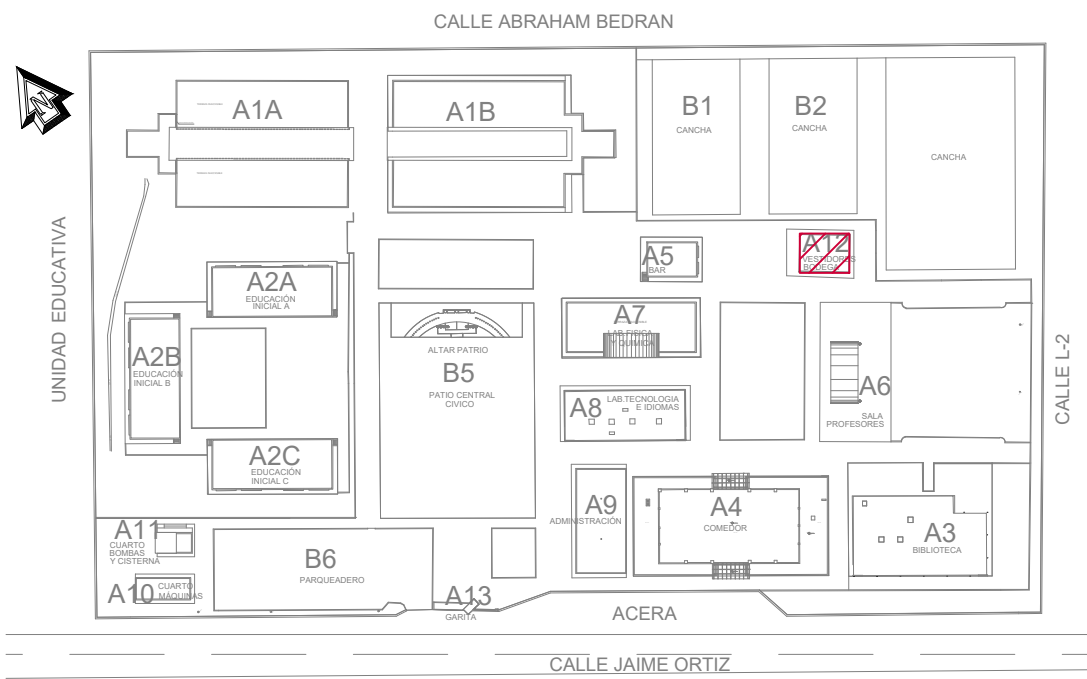 CALLE ABRAHAM BEDRAN
N
UNIDAD EDUCATIVA
A1A
A1B
B1
CANCHA
B2
CANCHA
CANCHA
A2A
EDUCACIÓN
INICIAL A
A5
BAR
A12
VESTIDORES
BODEGA
A2B
EDUCACIÓN
INICIAL B
ALTAR PATIO
B5
PATIO CENTRAL
CIVICO
A7
LAB.FISICA
Y QUIMICA
A8
LAB.TECNOLOGIA
E IDIOMAS
A6
SALA
PROFESORES
CALLE L-2
A2C
EDUCACIÓN
INICIAL C
A9
ADMINISTRACIÓN
A4
COMEDOR
A3
BIBLIOTECA
A11
CUARTO
BOMBAS
Y CISTERNA
B6
PARQUEADERO
A10
CUARTO
MÁQUINAS
A13
GARITA
ACERA
CALLE JAIME ORTIZ